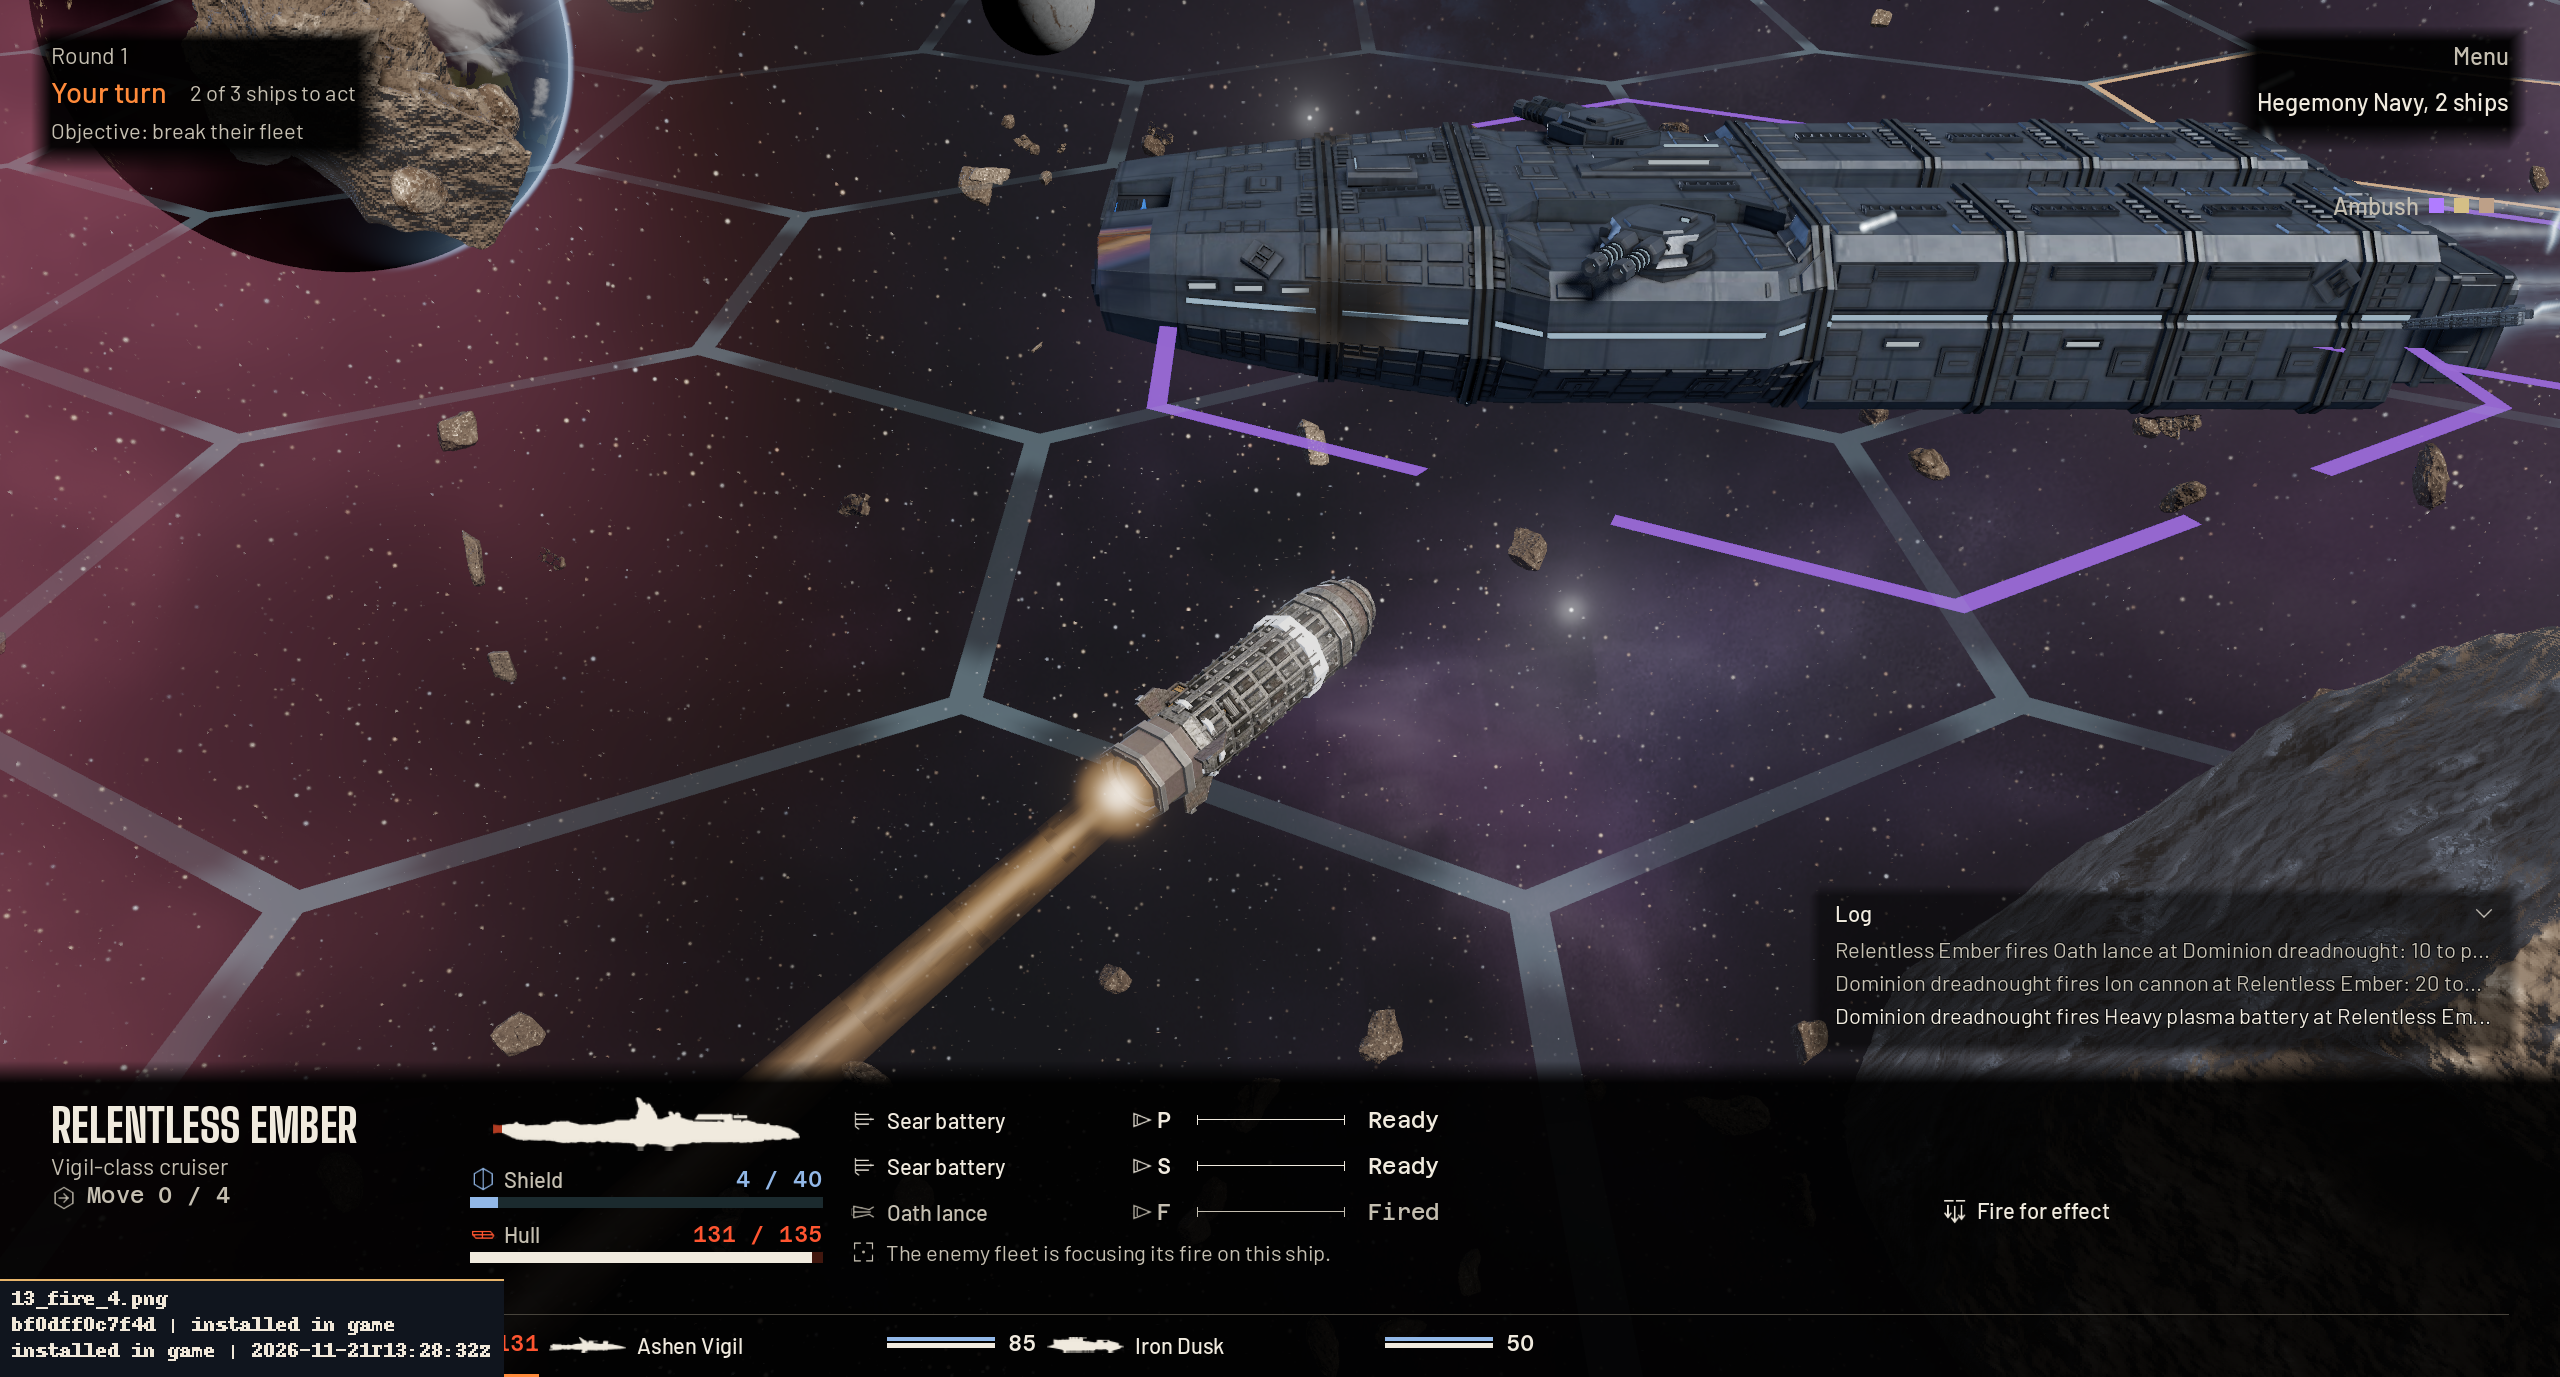 Round 1
Your turn 2 of 3 ships to act
Objective: break their fleet
Menu
Hegemony Navy, 2 ships
Ambush
Log
Relentless Ember fires Oath lance at Dominion dreadnought: 10 to p...
Dominion dreadnought fires Ion cannon at Relentless Ember: 20 to...
Dominion dreadnought fires Heavy plasma battery at Relentless Em...
RELENTLESS EMBER
Vigil-class cruiser
Move 0 / 4
Shield 4 / 40
Hull 131 / 135
Sear battery P Ready
Sear battery S Ready
Oath lance F Fired
The enemy fleet is focusing its fire on this ship.
Fire for effect
13_fire_4.png
bf0dff0c7f4d | installed in game
installed in game | 2026-11-21T13:28:32Z
131 Ashen Vigil 85 Iron Dusk 50